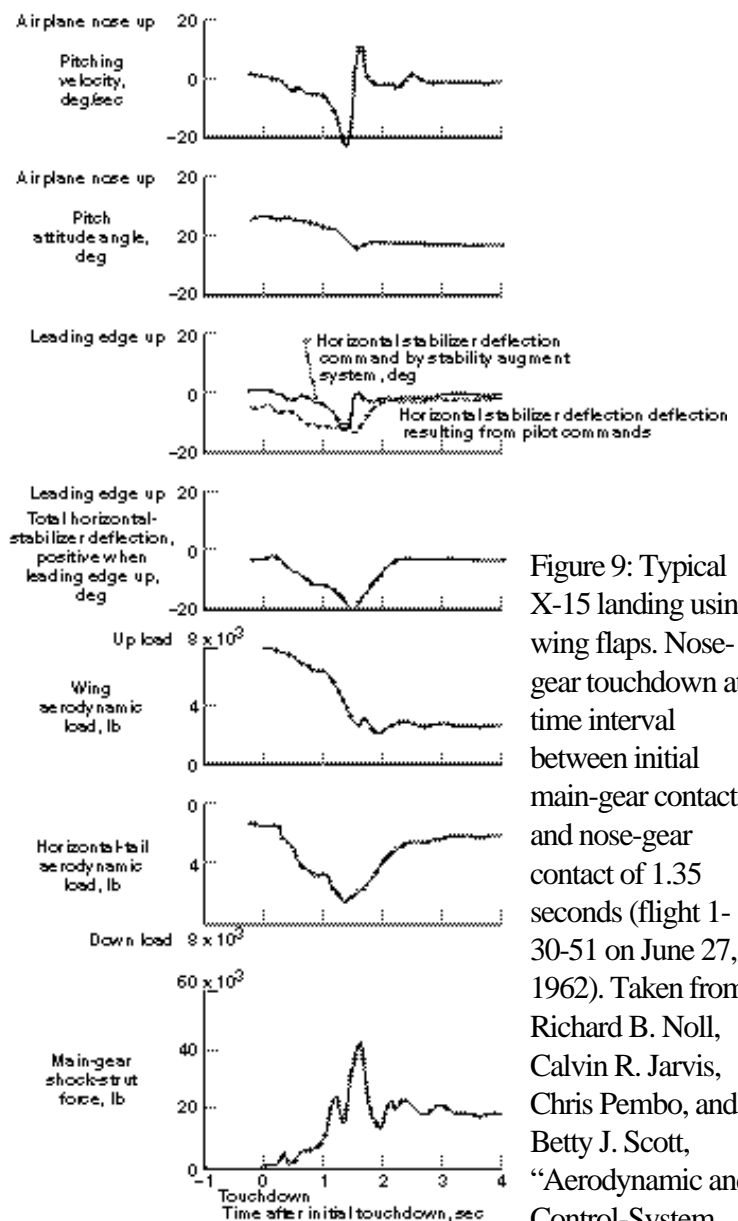 Airplane nose up 20
Pitching
velocity, 0
deg/sec
−20
Airplane nose up 20
Pitch
attitude angle, 20
deg
−20
Leading edge up 20
Horizontal stabilizer deflection
command by stability augment
system, deg
0
Horizontal stabilizer deflection deflection
resulting from pilot commands
−20
Leading edge up 20
Total horizontal-
stabilizer deflection,
positive when 0
leading edge up,
deg
−20
Up load 8 x 10³
Wing
aerodynamic 4
load, lb
0
0
Horizontal-tail
aerodynamic 4
load, lb
Down load 8 x 10³
60 x 10³
40
Main-gear
shock-strut
force, lb 20
0
−1 0 1 2 3 4
Touchdown
Time after initial touchdown, sec
Figure 9: Typical
X-15 landing usin
wing flaps. Nose-
gear touchdown at
time interval
between initial
main-gear contact
and nose-gear
contact of 1.35
seconds (flight 1-
30-51 on June 27,
1962). Taken from
Richard B. Noll,
Calvin R. Jarvis,
Chris Pembo, and
Betty J. Scott,
“Aerodynamic and
Control-System